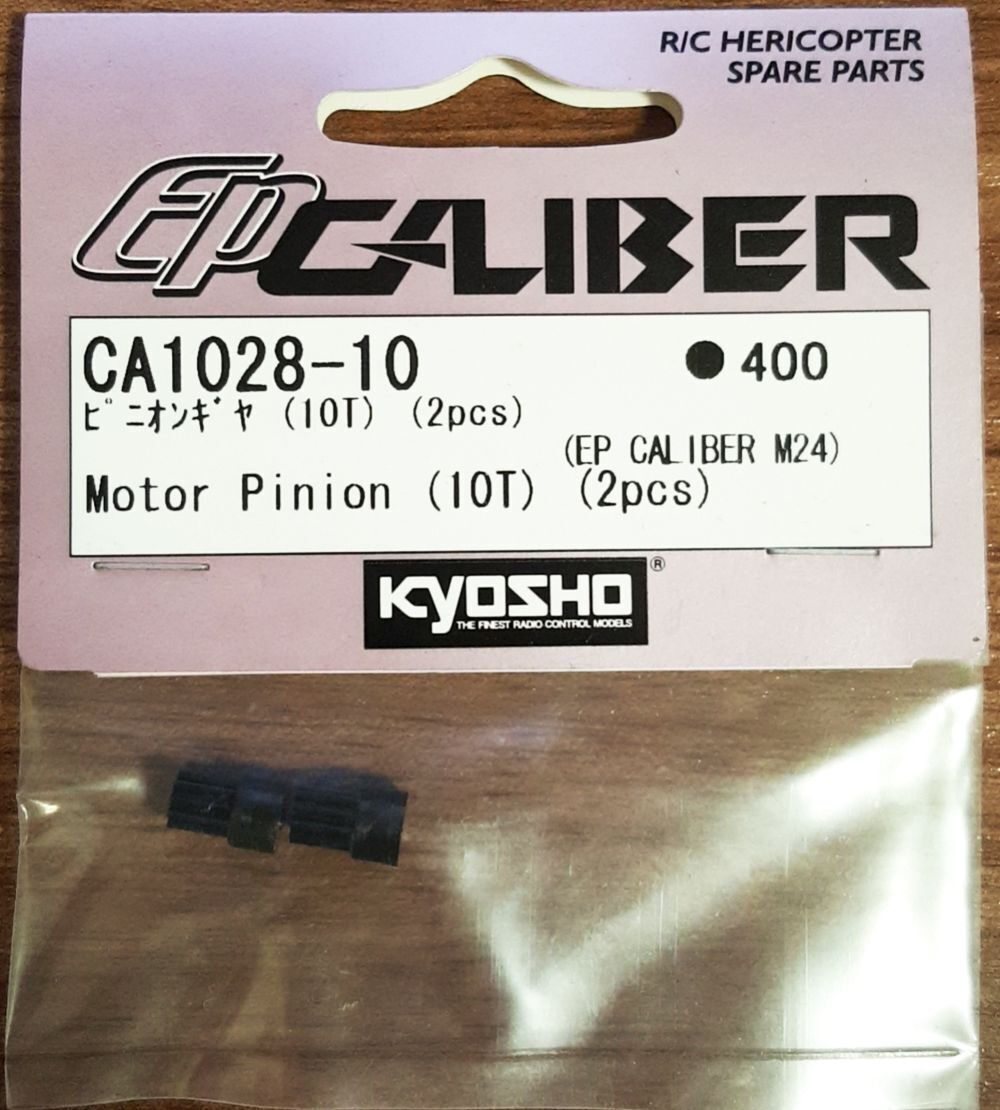 R/C HERICOPTER
SPARE PARTS
EP CALIBER
CA1028-10 ●400
ピニオンギヤ (10T) (2pcs)
(EP CALIBER M24)
Motor Pinion (10T) (2pcs)
KYOSHO®
THE FINEST RADIO CONTROL MODELS